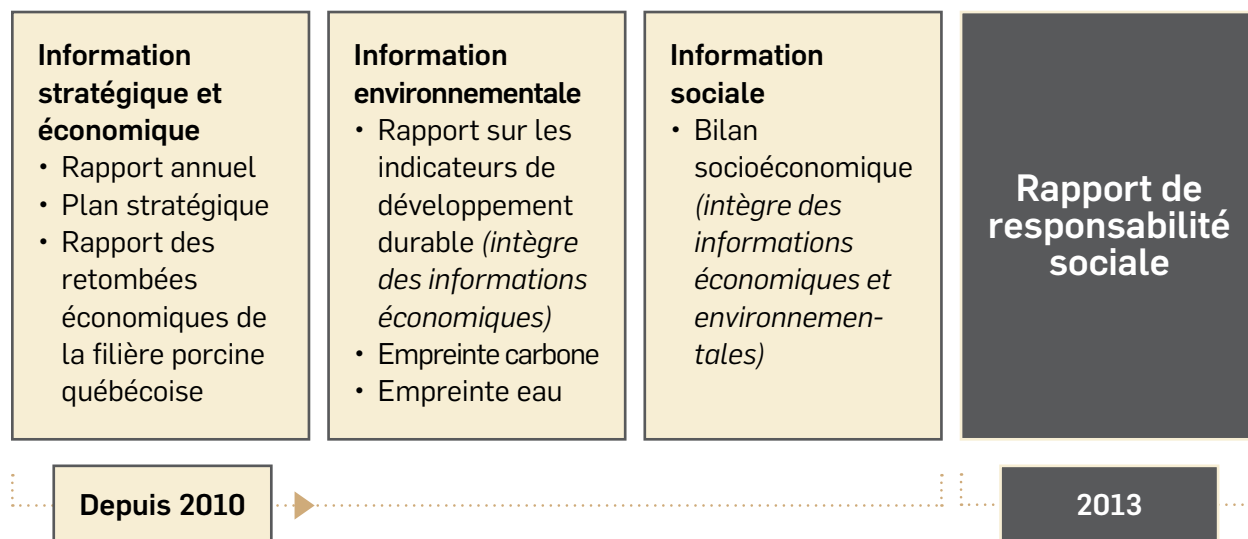 Information
stratégique et
économique
• Rapport annuel
• Plan stratégique
• Rapport des
retombées
économiques de
la filière porcine
québécoise
Information
environnementale
• Rapport sur les
indicateurs de
développement
durable (intègre
des informations
économiques)
• Empreinte carbone
• Empreinte eau
Information
sociale
• Bilan
socioéconomique
(intègre des
informations
économiques et
environnemen-
tales)
Rapport de
responsabilité
sociale
Depuis 2010
2013